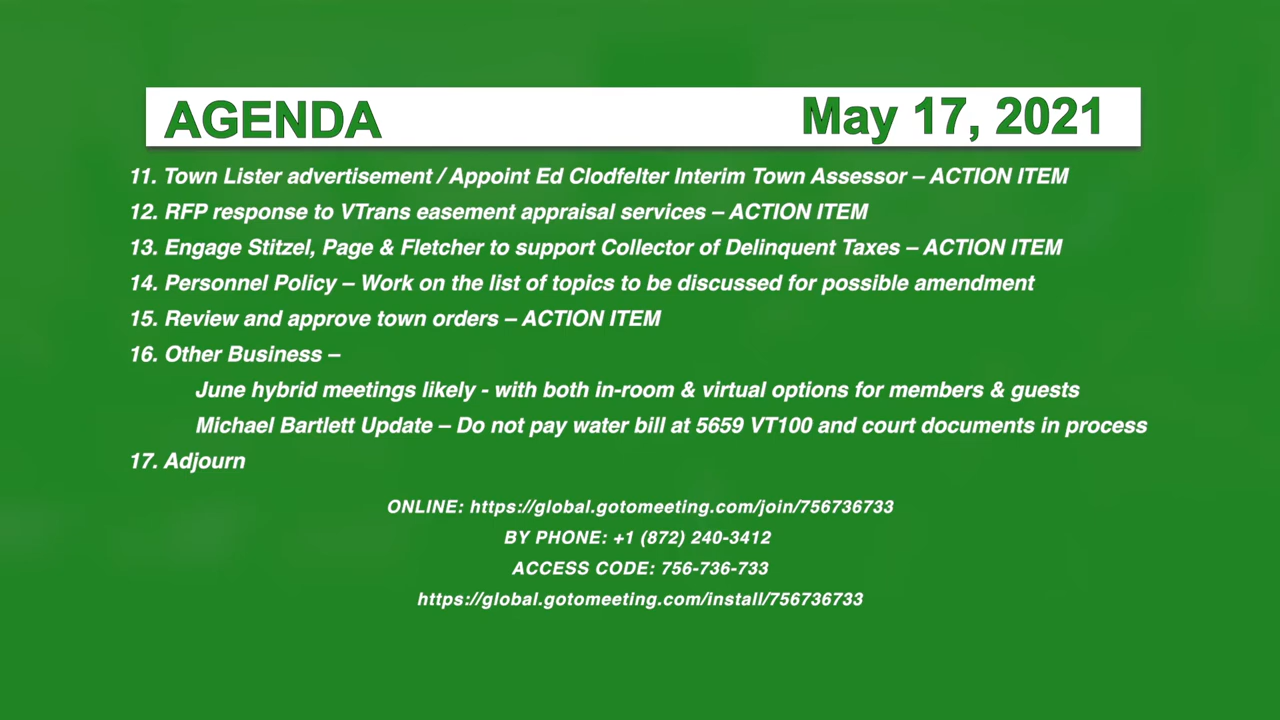 AGENDA May 17, 2021
11. Town Lister advertisement / Appoint Ed Clodfelter Interim Town Assessor – ACTION ITEM
12. RFP response to VTrans easement appraisal services – ACTION ITEM
13. Engage Stitzel, Page & Fletcher to support Collector of Delinquent Taxes – ACTION ITEM
14. Personnel Policy – Work on the list of topics to be discussed for possible amendment
15. Review and approve town orders – ACTION ITEM
16. Other Business –
June hybrid meetings likely - with both in-room & virtual options for members & guests
Michael Bartlett Update – Do not pay water bill at 5659 VT100 and court documents in process
17. Adjourn
ONLINE: https://global.gotomeeting.com/join/756736733
BY PHONE: +1 (872) 240-3412
ACCESS CODE: 756-736-733
https://global.gotomeeting.com/install/756736733